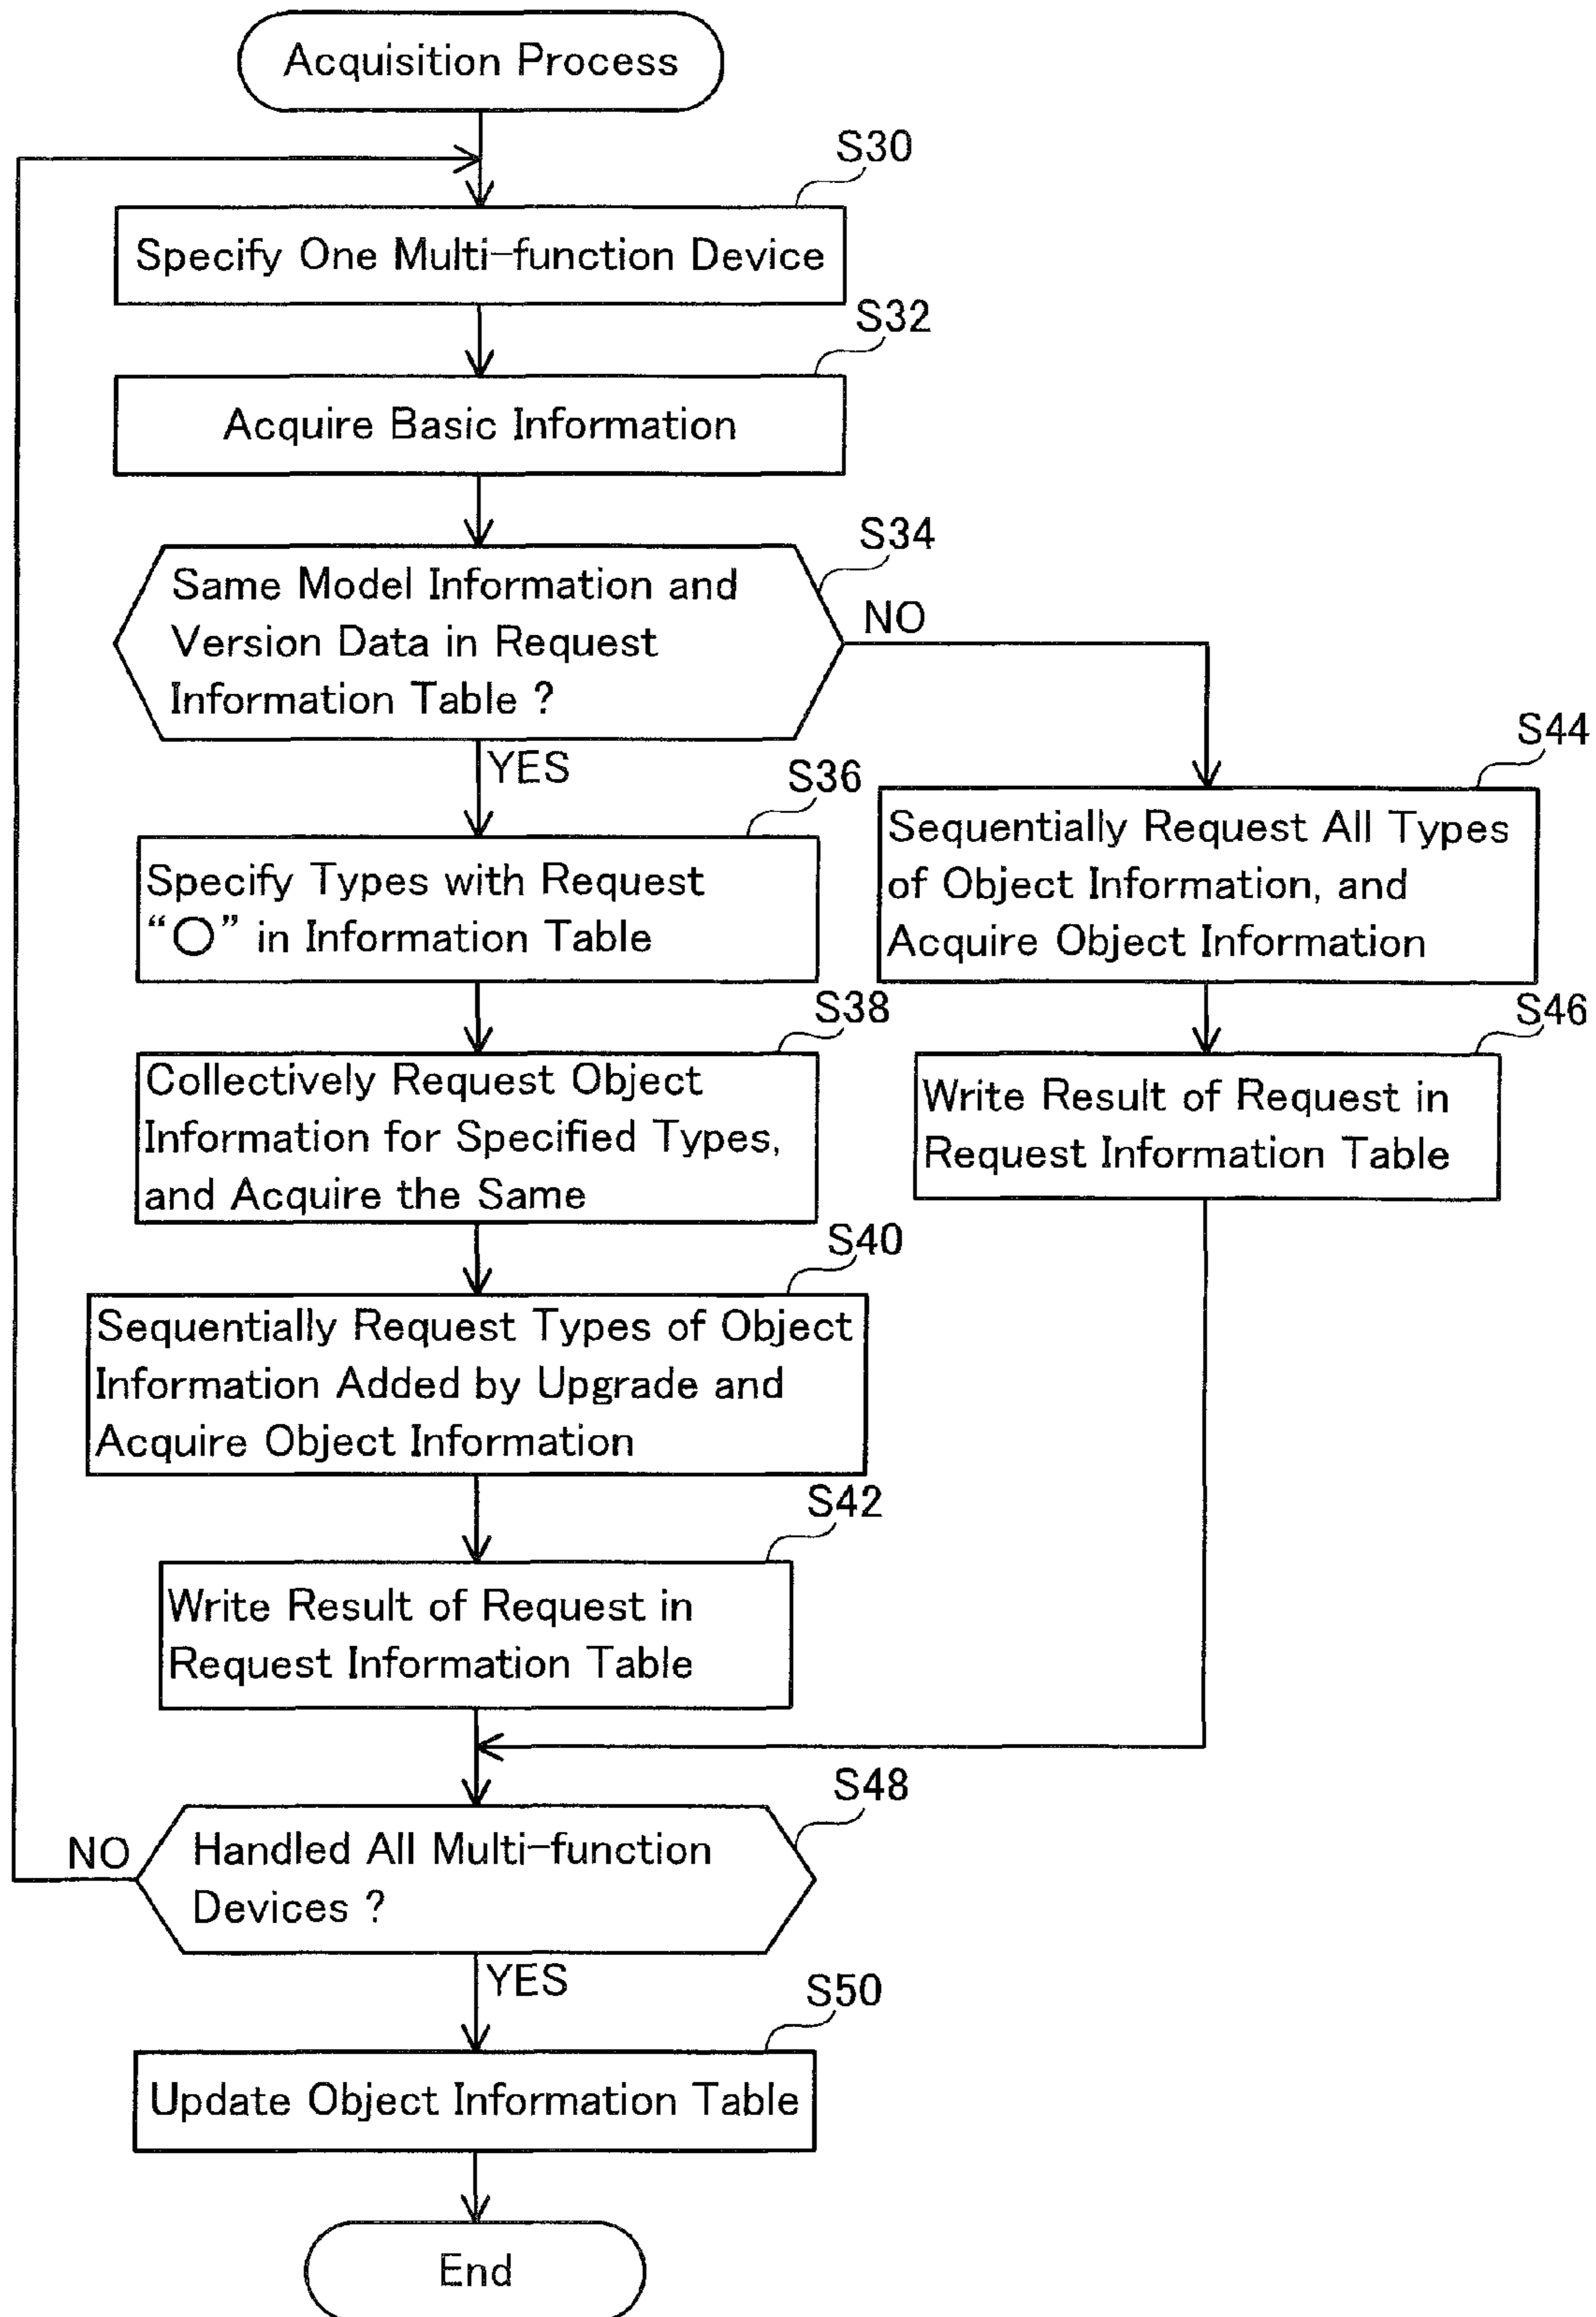 Acquisition Process
S30
Specify One Multi-function Device
S32
Acquire Basic Information
S34
Same Model Information and
Version Data in Request
Information Table ?
NO
YES
S36
Specify Types with Request
“○” in Information Table
S44
Sequentially Request All Types
of Object Information, and
Acquire Object Information
S38
Collectively Request Object
Information for Specified Types,
and Acquire the Same
S46
Write Result of Request in
Request Information Table
S40
Sequentially Request Types of Object
Information Added by Upgrade and
Acquire Object Information
S42
Write Result of Request in
Request Information Table
S48
NO
Handled All Multi-function
Devices ?
YES
S50
Update Object Information Table
End